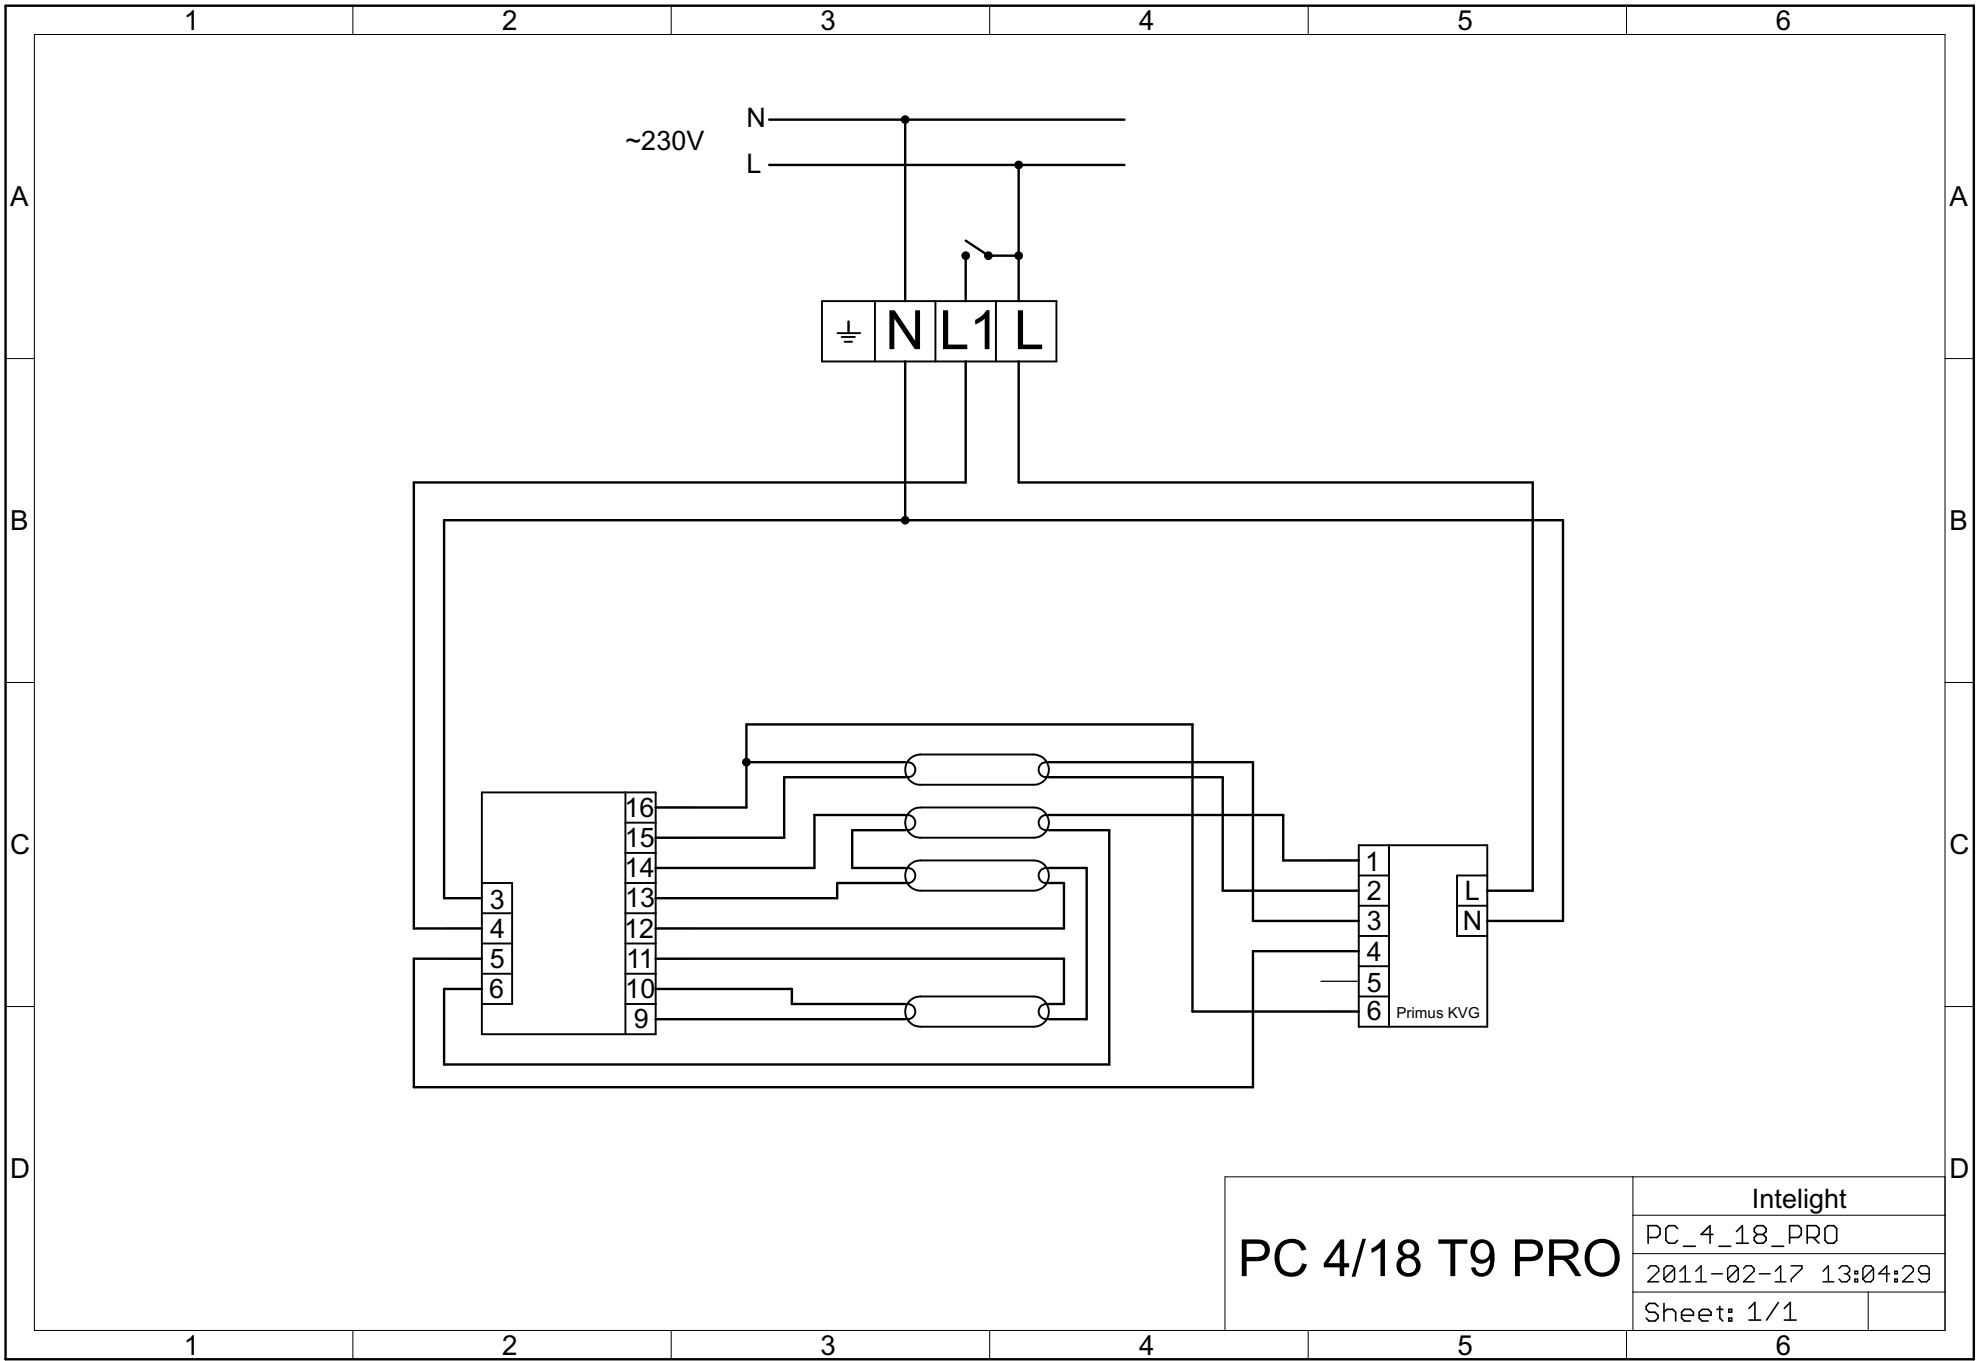 1 2 3 4 5 6
N
~230V
L
A A
N L1 L
B B
16
15
C C
14 1
13 2 L
3
12 3 N
4
11 4
5
10 5
6
9 6 Primus KVG
D D
Intelight
PC_4_18_PRO
PC 4/18 T9 PRO
2011-02-17 13:04:29
Sheet: 1/1
1 2 3 4 5 6